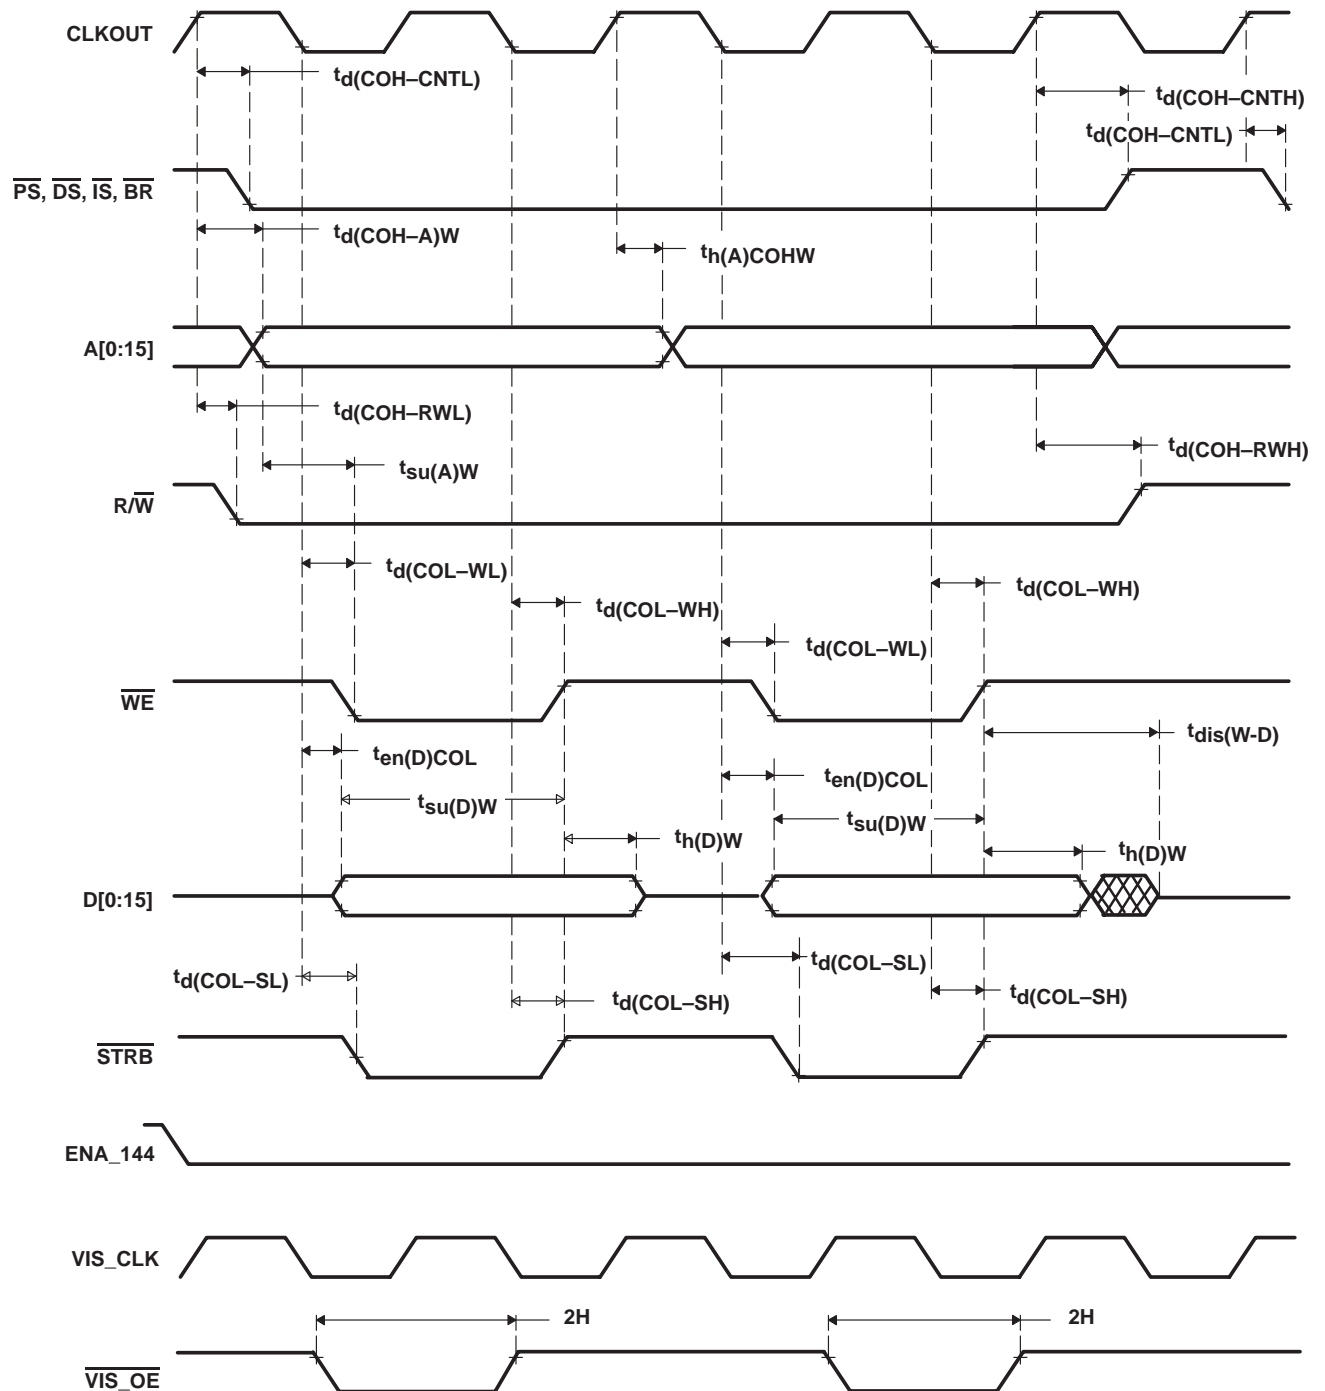 CLKOUT
td(COH–CNTL)
td(COH–CNTH)
td(COH–CNTL)
PS, DS, IS, BR
td(COH–A)W
th(A)COHW
A[0:15]
td(COH–RWL)
td(COH–RWH)
tsu(A)W
R/W
td(COL–WL)
td(COL–WH)
td(COL–WH)
td(COL–WL)
WE
tdis(W-D)
ten(D)COL
ten(D)COL
tsu(D)W
tsu(D)W
th(D)W
th(D)W
D[0:15]
td(COL–SL)
td(COL–SL)
td(COL–SH)
td(COL–SH)
STRB
ENA_144
VIS_CLK
2H
2H
VIS_OE